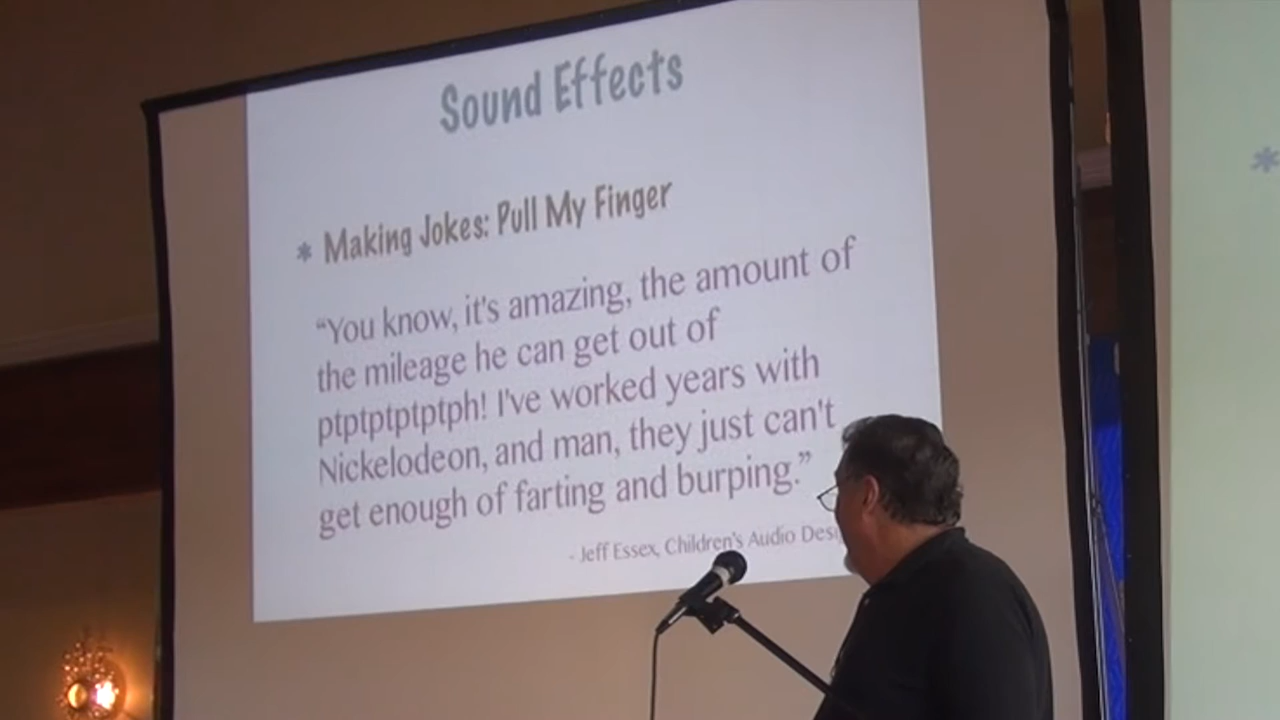 Sound Effects
* Making Jokes: Pull My Finger
“You know, it's amazing, the amount of
the mileage he can get out of
ptptptptptph! I've worked years with
Nickelodeon, and man, they just can't
get enough of farting and burping.”
- Jeff Essex, Children's Audio
*